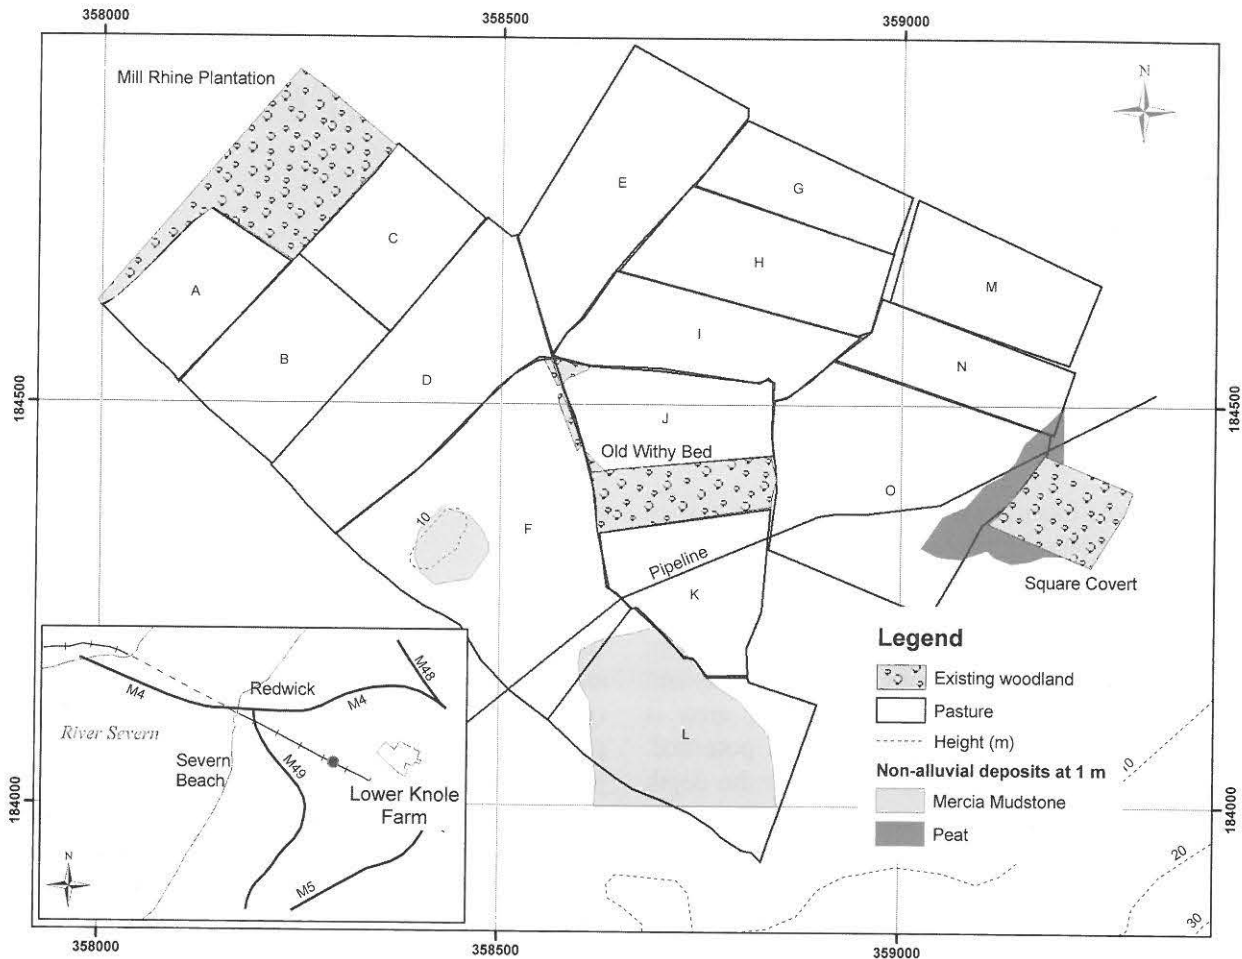 358000
358500
359000
Mill Rhine Plantation
N
E
G
C
H
A
M
I
B
N
D
184500
184500
J
Old Withy Bed
O
10
F
Pipeline
K
Square Covert
Legend
Existing woodland
Pasture
Height (m)
Non-alluvial deposits at 1 m
Mercia Mudstone
Peat
L
M48
Redwick
M4
M4
River Severn
Severn
Beach
M49
Lower Knole
Farm
N
M5
184000
184000
20
30
358000
358500
359000